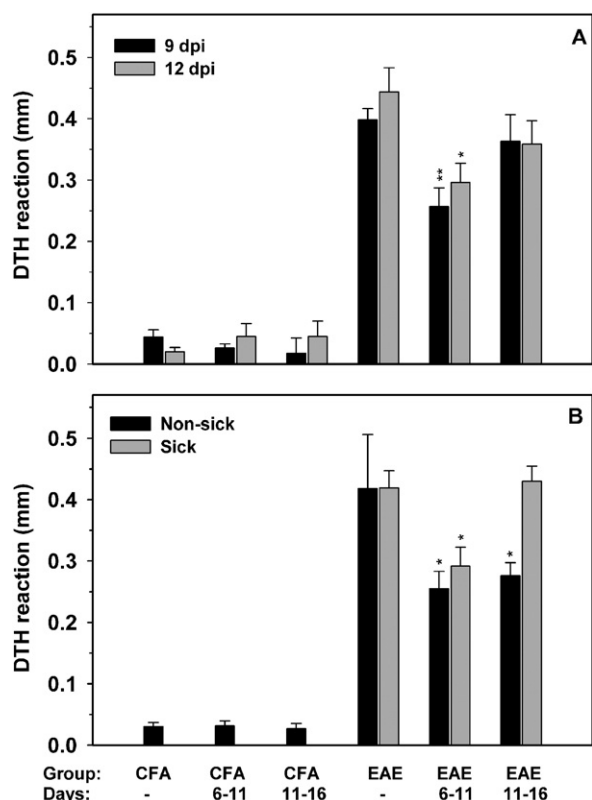 A
9 dpi
12 dpi
DTH reaction (mm)
0.5
0.4
0.3
0.2
0.1
0.0
** *
B
Non-sick
Sick
DTH reaction (mm)
0.5
0.4
0.3
0.2
0.1
0.0
* * *
Group: CFA CFA CFA EAE EAE EAE
Days: - 6-11 11-16 - 6-11 11-16